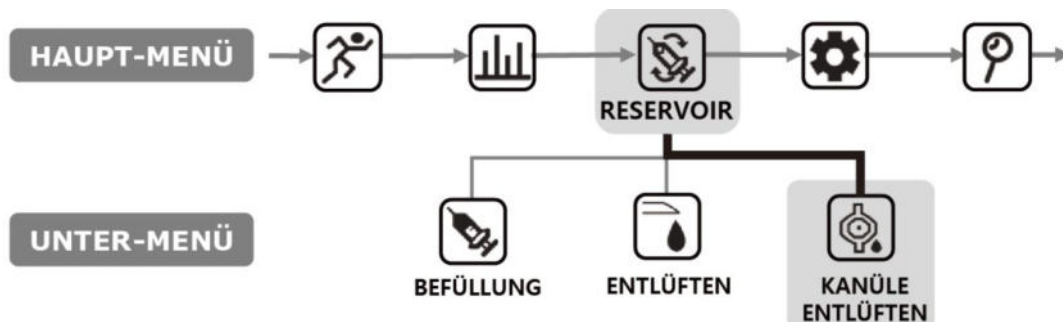 HAUPT-MENÜ
RESERVOIR
UNTER-MENÜ
BEFÜLLUNG
ENTLÜFTEN
KANÜLE
ENTLÜFTEN